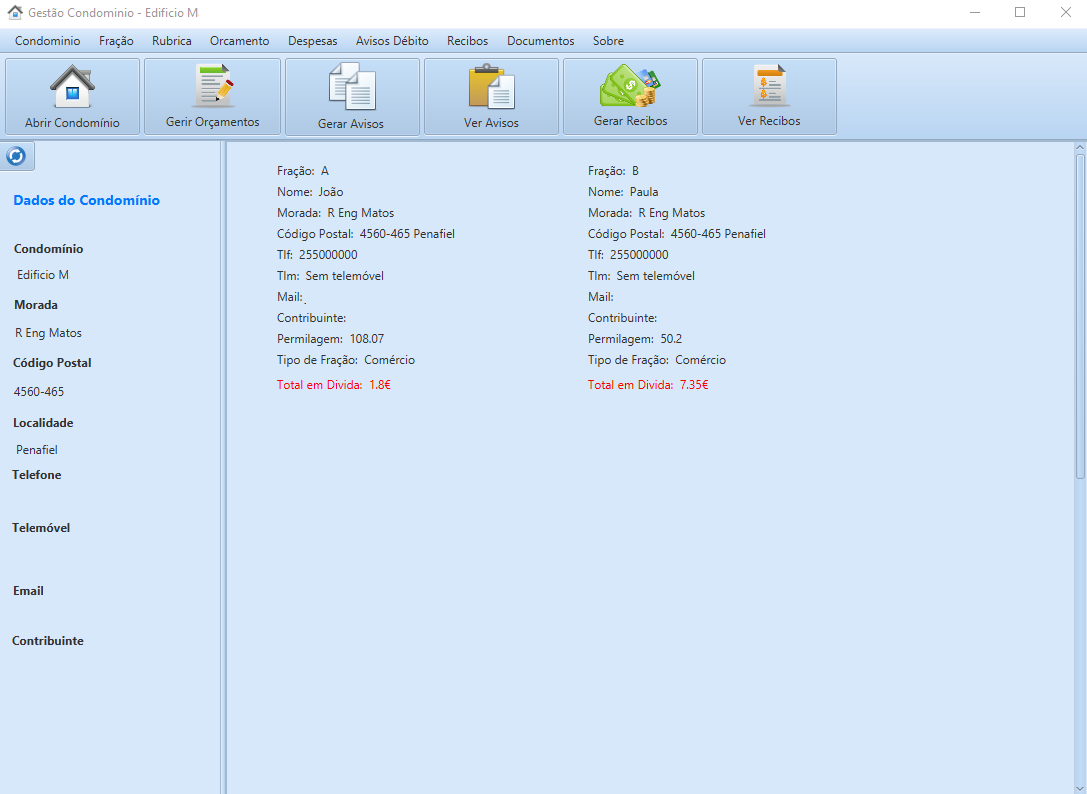 Gestão Condominio - Edificio M
Condominio Fração Rubrica Orcamento Despesas Avisos Débito Recibos Documentos Sobre
Abrir Condomínio Gerir Orçamentos Gerar Avisos Ver Avisos Gerar Recibos Ver Recibos
Dados do Condomínio
Condomínio
Edificio M
Morada
R Eng Matos
Código Postal
4560-465
Localidade
Penafiel
Telefone
Telemóvel
Email
Contribuinte
Fração: A
Nome: João
Morada: R Eng Matos
Código Postal: 4560-465 Penafiel
Tlf: 255000000
Tlm: Sem telemóvel
Mail: .
Contribuinte:
Permilagem: 108.07
Tipo de Fração: Comércio
Total em Divida: 1.8€
Fração: B
Nome: Paula
Morada: R Eng Matos
Código Postal: 4560-465 Penafiel
Tlf: 255000000
Tlm: Sem telemóvel
Mail:
Contribuinte:
Permilagem: 50.2
Tipo de Fração: Comércio
Total em Divida: 7.35€